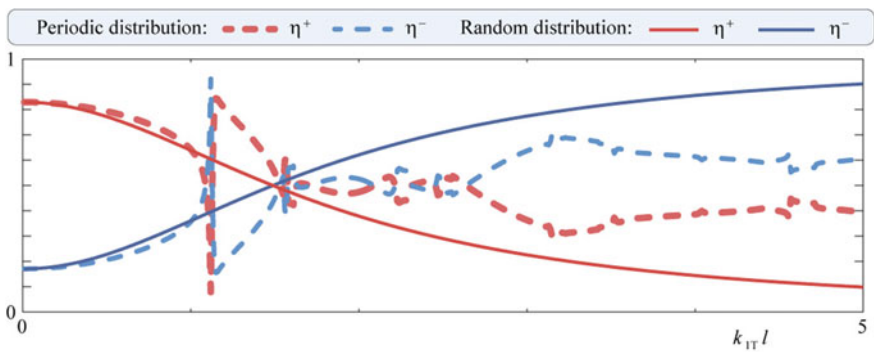 Periodic distribution: η⁺ η⁻ Random distribution: η⁺ η⁻
1
0
0 5
k₁T l